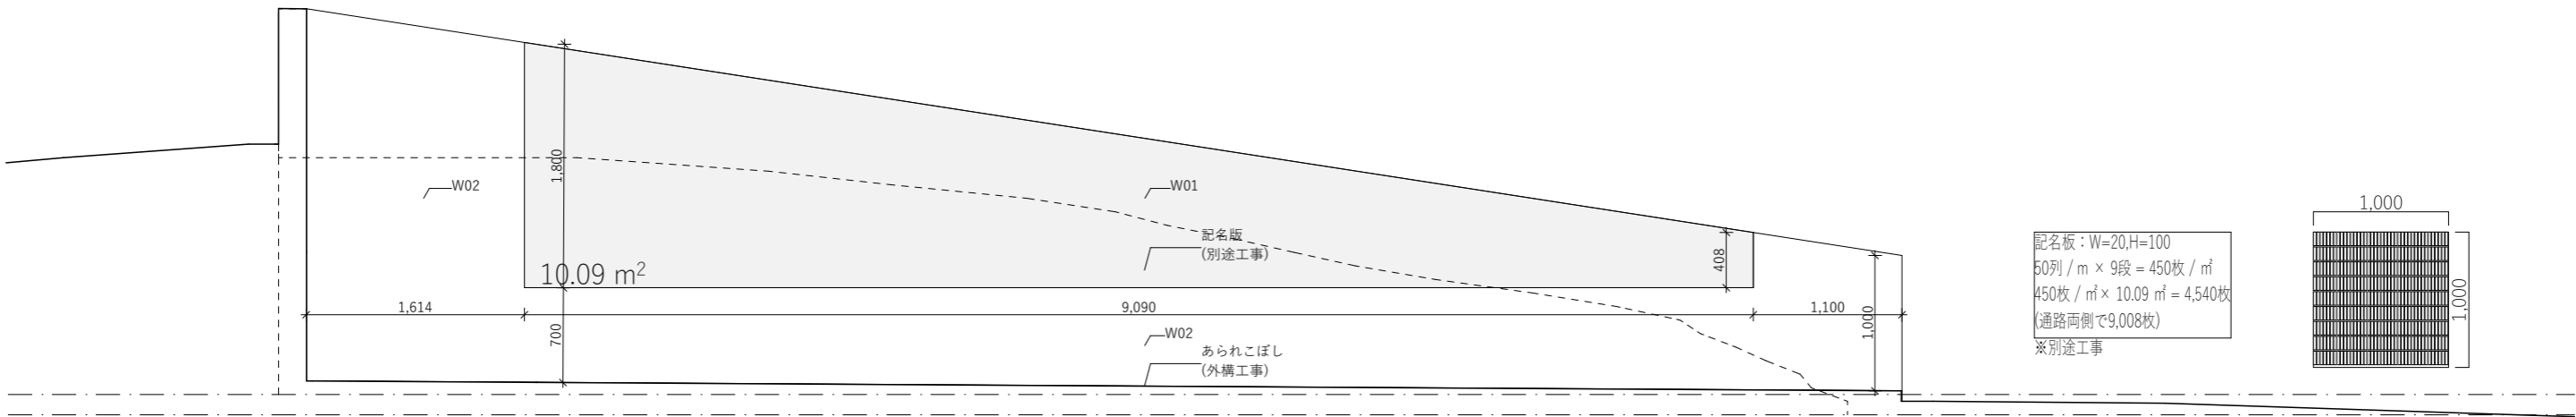 1,800
W02
W01
記名版
(別途工事)
10.09 m²
408
1,614
9,090
1,100
700
1,000
W02
あられこぼし
(外構工事)
記名板：W=20,H=100
50列 / m × 9段 = 450枚 / ㎡
450枚 / ㎡ × 10.09 ㎡ = 4,540枚
(通路両側で9,008枚)
※別途工事
1,000
1,000